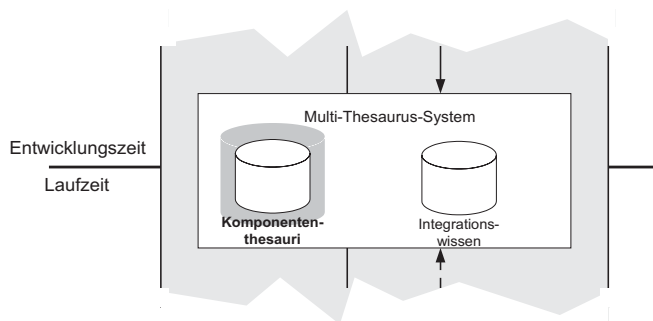 Multi-Thesaurus-System
Entwicklungszeit
Laufzeit
Komponenten-
thesauri
Integrations-
wissen